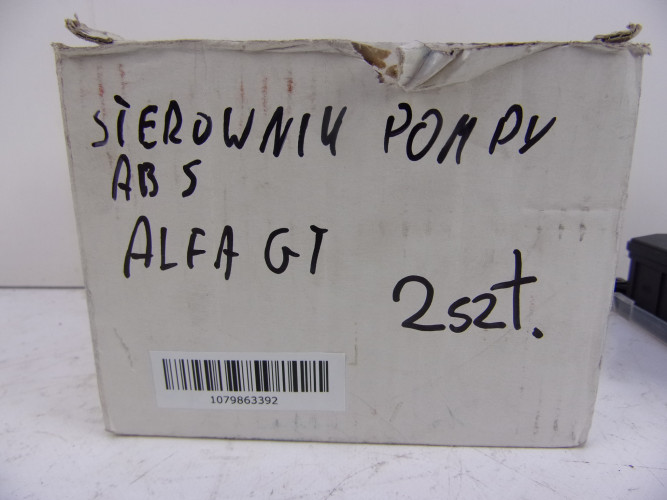 STEROWNIK POMPY
ABS
ALFA GT
2szt.
1079863392